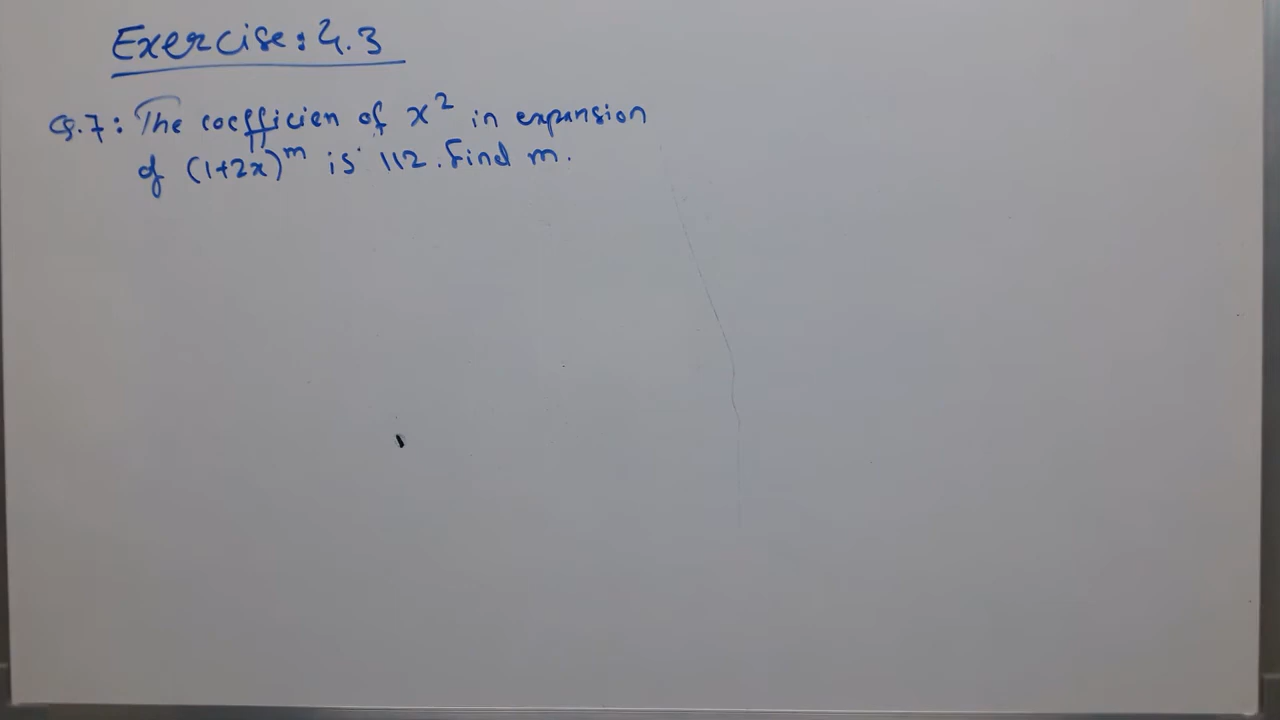 Exercise: 4.3
Q.7: The coefficien of x² in expansion
of (1+2x)ᵐ is 112. Find m.